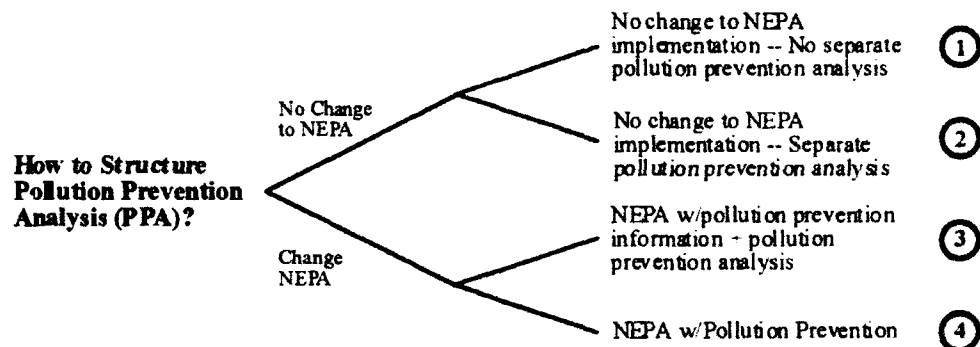 No change to NEPA
implementation -- No separate
pollution prevention analysis
1
No Change
to NEPA
No change to NEPA
implementation -- Separate
pollution prevention analysis
2
How to Structure
Pollution Prevention
Analysis (PPA)?
NEPA w/pollution prevention
information + pollution
prevention analysis
3
Change
NEPA
NEPA w/Pollution Prevention
4